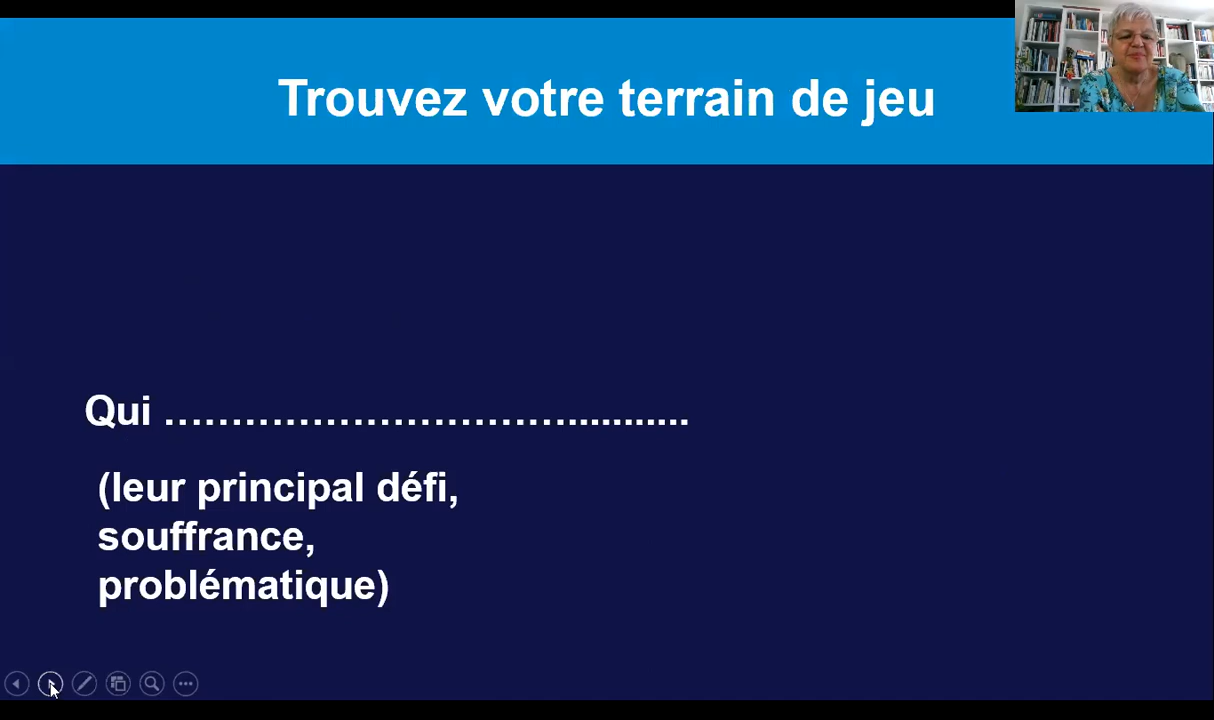 Trouvez votre terrain de jeu
Qui ……………………………...........
(leur principal défi,
souffrance,
problématique)